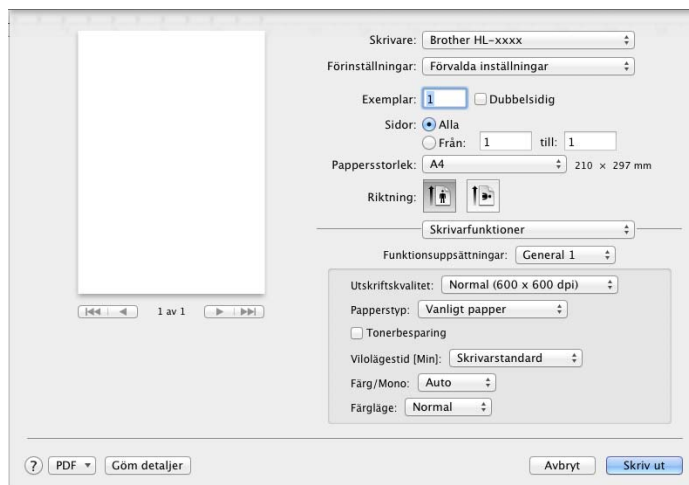 Skrivare: Brother HL-xxxx
Förinställningar: Förvalda inställningar
Exemplar: 1 Dubbelsidig
Sidor: Alla
Från: 1 till: 1
Pappersstorlek: A4 210 × 297 mm
Riktning:
Skrivarfunktioner
Funktionsuppsättningar: General 1
Utskriftskvalitet: Normal (600 x 600 dpi)
Papperstyp: Vanligt papper
Tonerbesparing
Vilolägestid [Min]: Skrivarstandard
Färg/Mono: Auto
Färgläge: Normal
1 av 1
? PDF Göm detaljer Avbryt Skriv ut